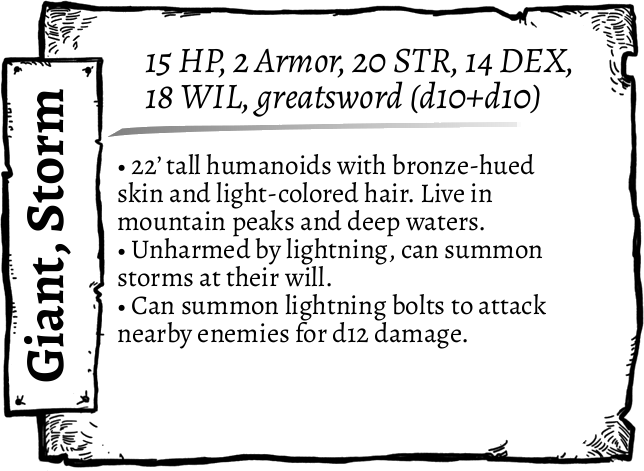 Giant, Storm
15 HP, 2 Armor, 20 STR, 14 DEX,
18 WIL, greatsword (d10+d10)
• 22’ tall humanoids with bronze-hued
skin and light-colored hair. Live in
mountain peaks and deep waters.
• Unharmed by lightning, can summon
storms at their will.
• Can summon lightning bolts to attack
nearby enemies for d12 damage.